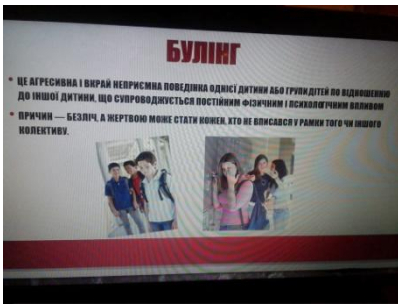 БУЛІНГ
• ЦЕ АГРЕСИВНА І ВКРАЙ НЕПРИЄМНА ПОВЕДІНКА ОДНІЄЇ ДИТИНИ АБО ГРУПИ ДІТЕЙ ПО ВІДНОШЕННЮ
ДО ІНШОЇ ДИТИНИ, ЩО СУПРОВОДЖУЄТЬСЯ ПОСТІЙНИМ ФІЗИЧНИМ І ПСИХОЛОГІЧНИМ ВПЛИВОМ
• ПРИЧИН — БЕЗЛІЧ, А ЖЕРТВОЮ МОЖЕ СТАТИ КОЖЕН, ХТО НЕ ВПИСАВСЯ У РАМКИ ТОГО ЧИ ІНШОГО
КОЛЕКТИВУ.